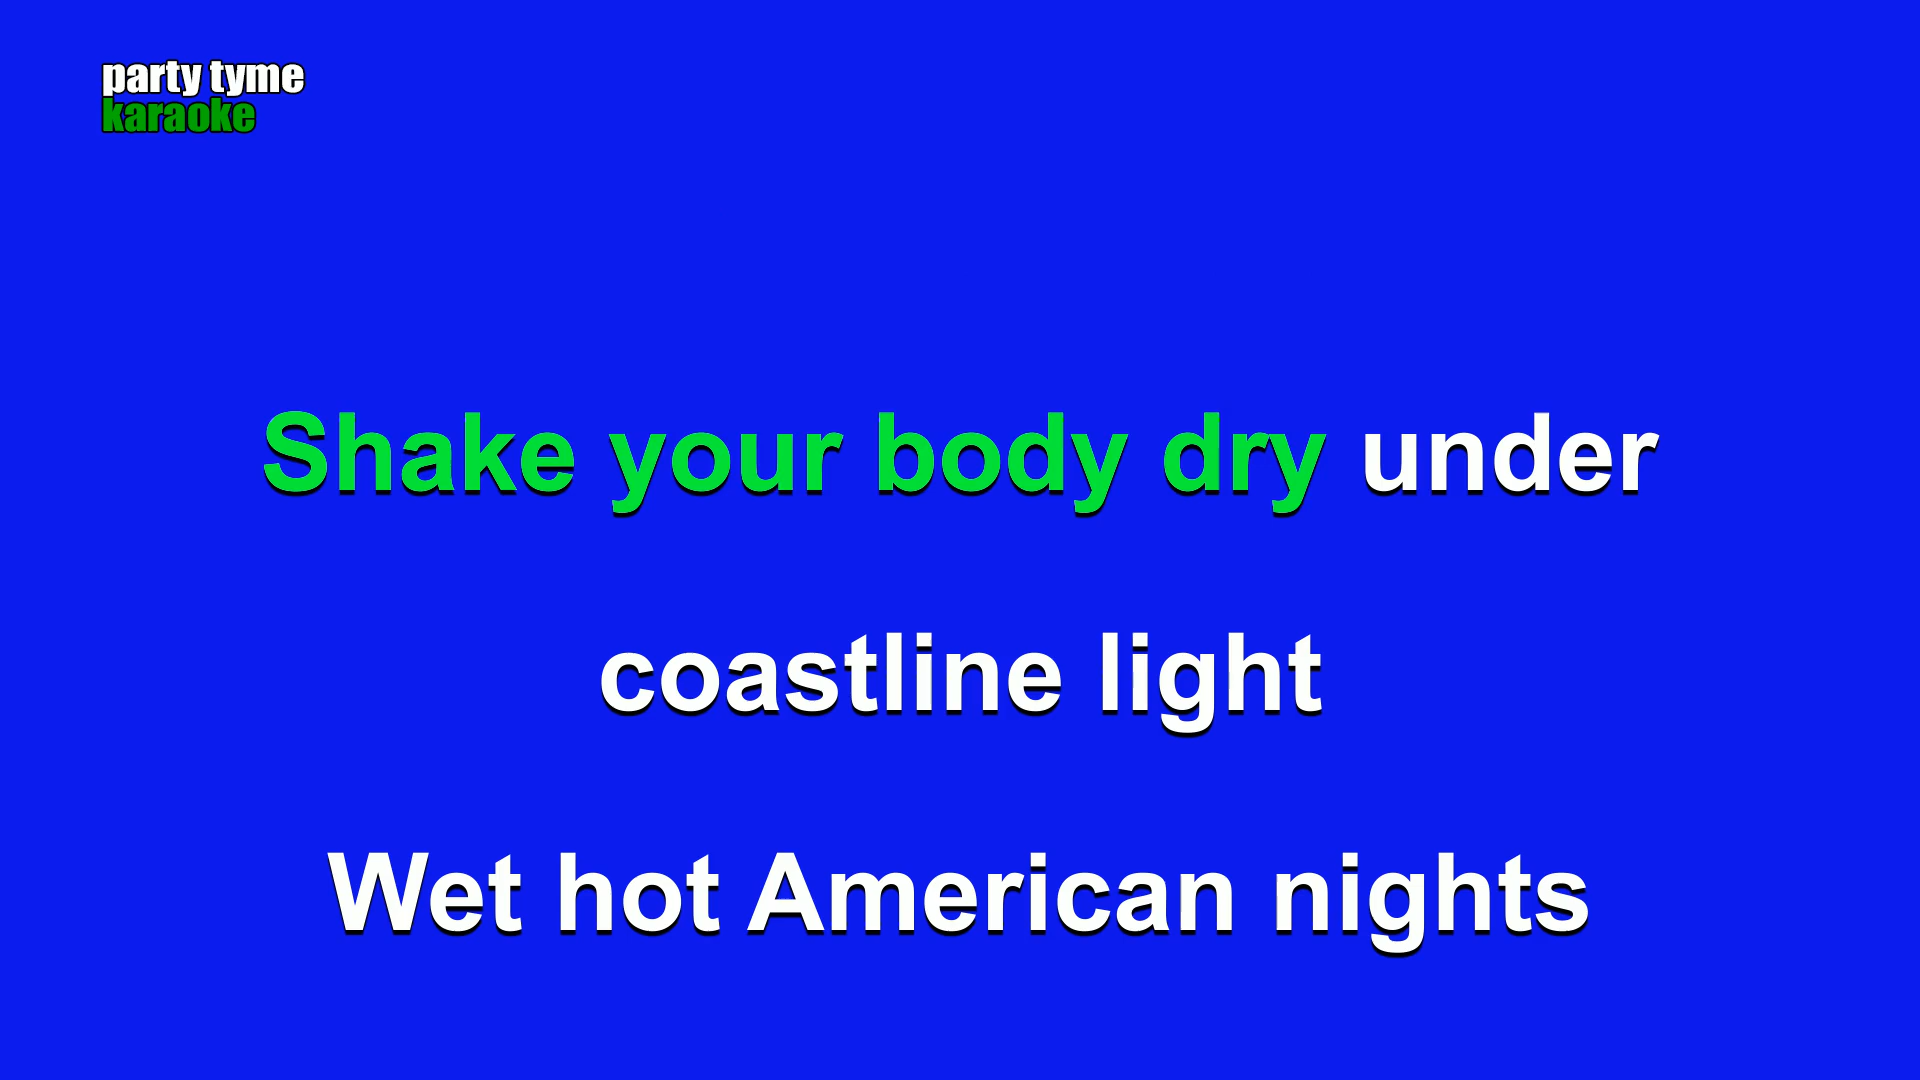 party tyme
karaoke
Shake your body dry under
coastline light
Wet hot American nights